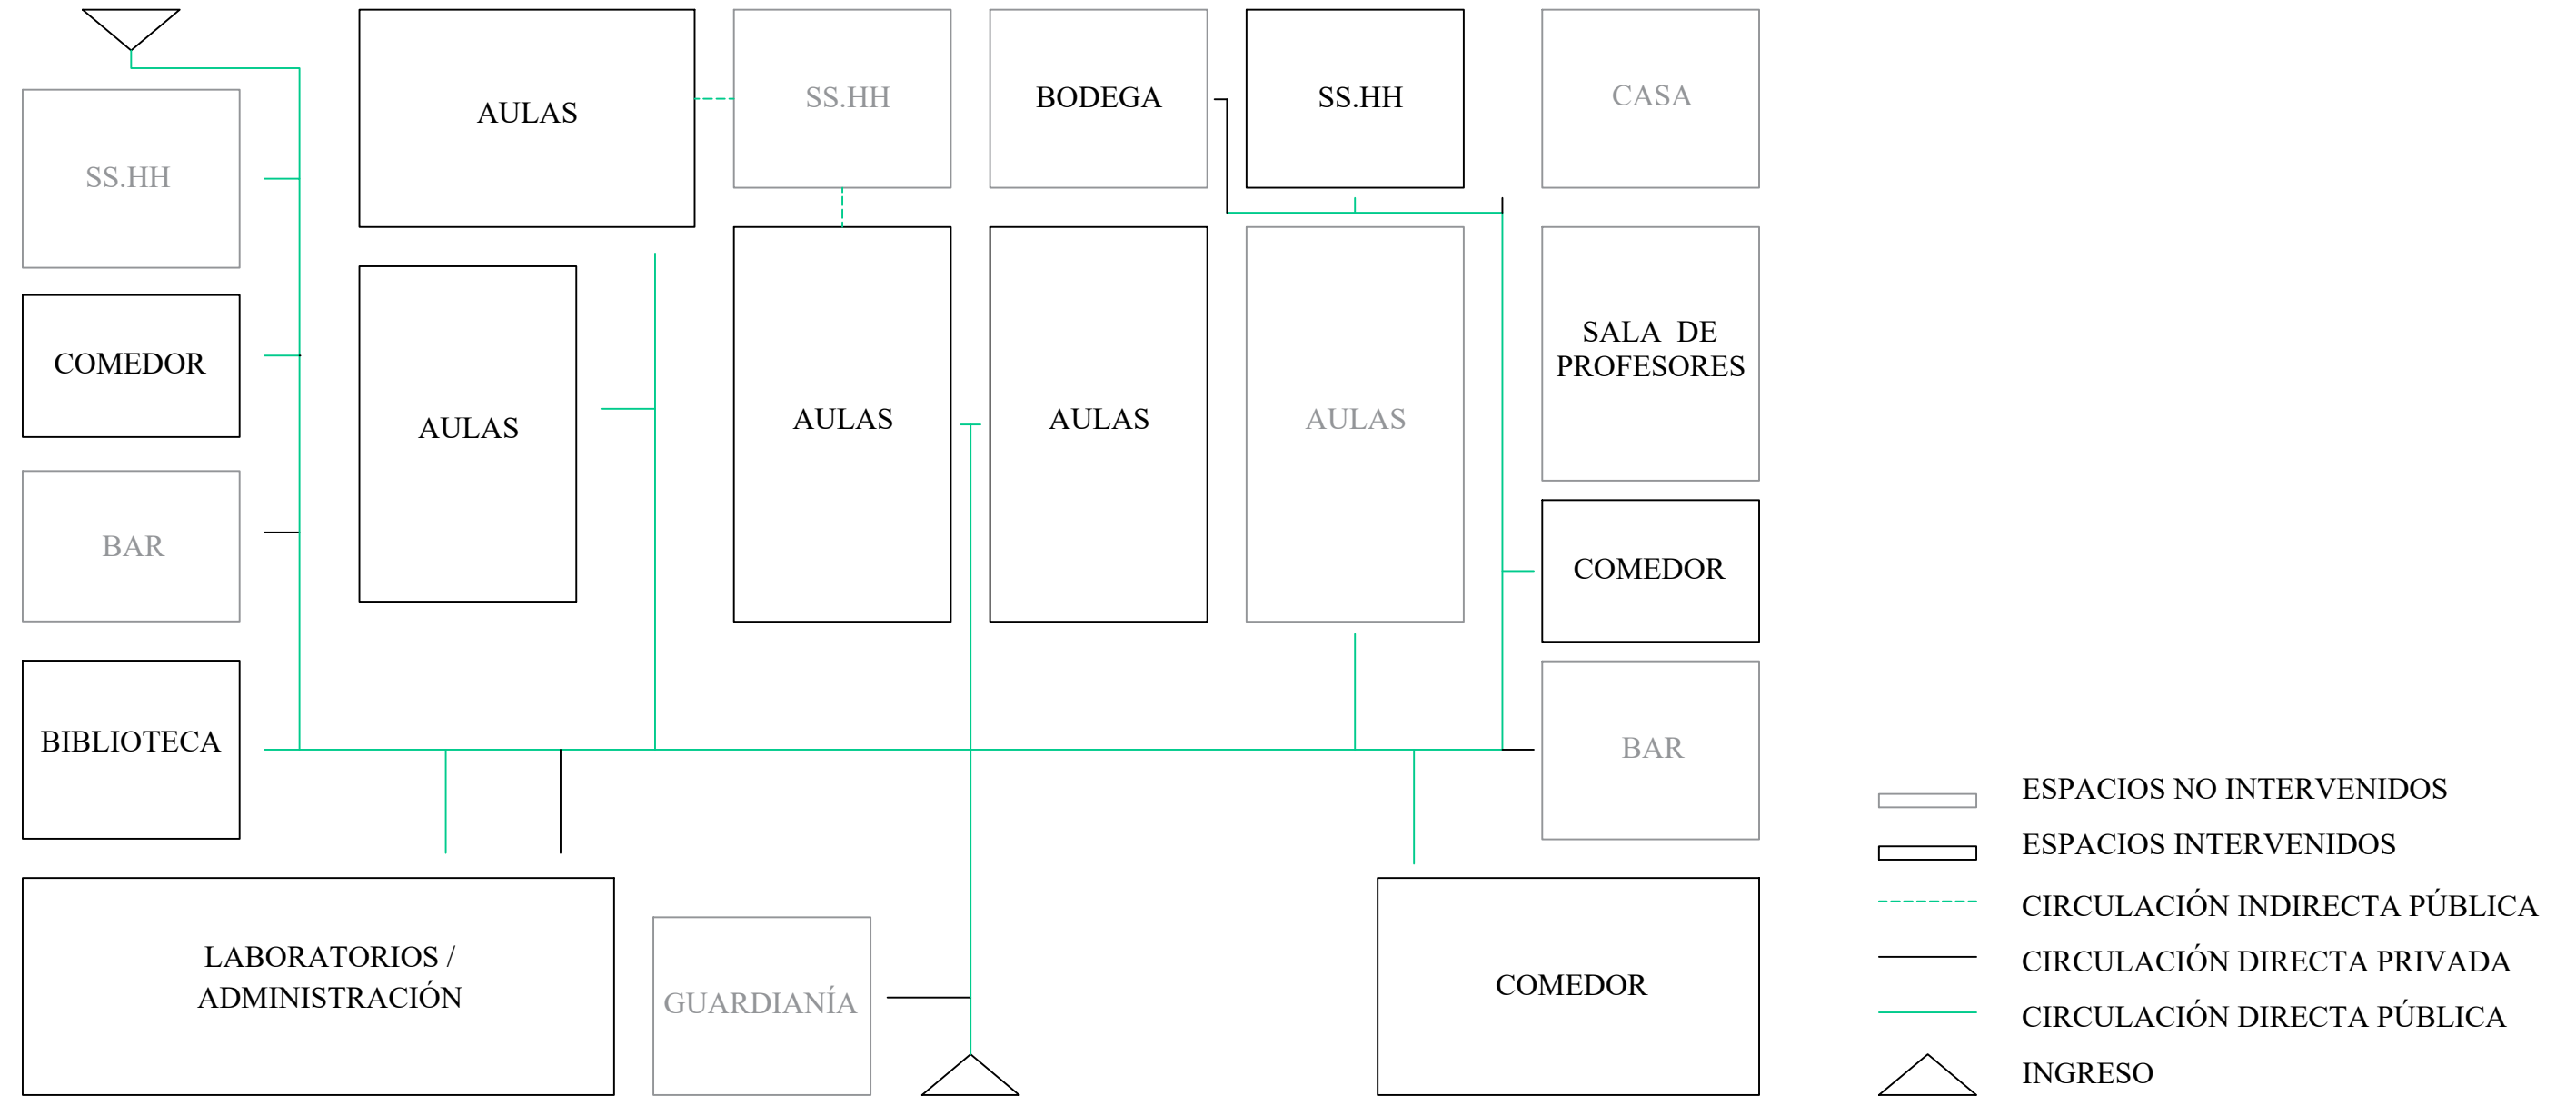 AULAS
SS.HH
BODEGA
SS.HH
CASA
SS.HH
COMEDOR
AULAS
AULAS
AULAS
AULAS
SALA DE
PROFESORES
BAR
COMEDOR
BIBLIOTECA
BAR
LABORATORIOS /
ADMINISTRACIÓN
GUARDIANÍA
COMEDOR
ESPACIOS NO INTERVENIDOS
ESPACIOS INTERVENIDOS
CIRCULACIÓN INDIRECTA PÚBLICA
CIRCULACIÓN DIRECTA PRIVADA
CIRCULACIÓN DIRECTA PÚBLICA
INGRESO